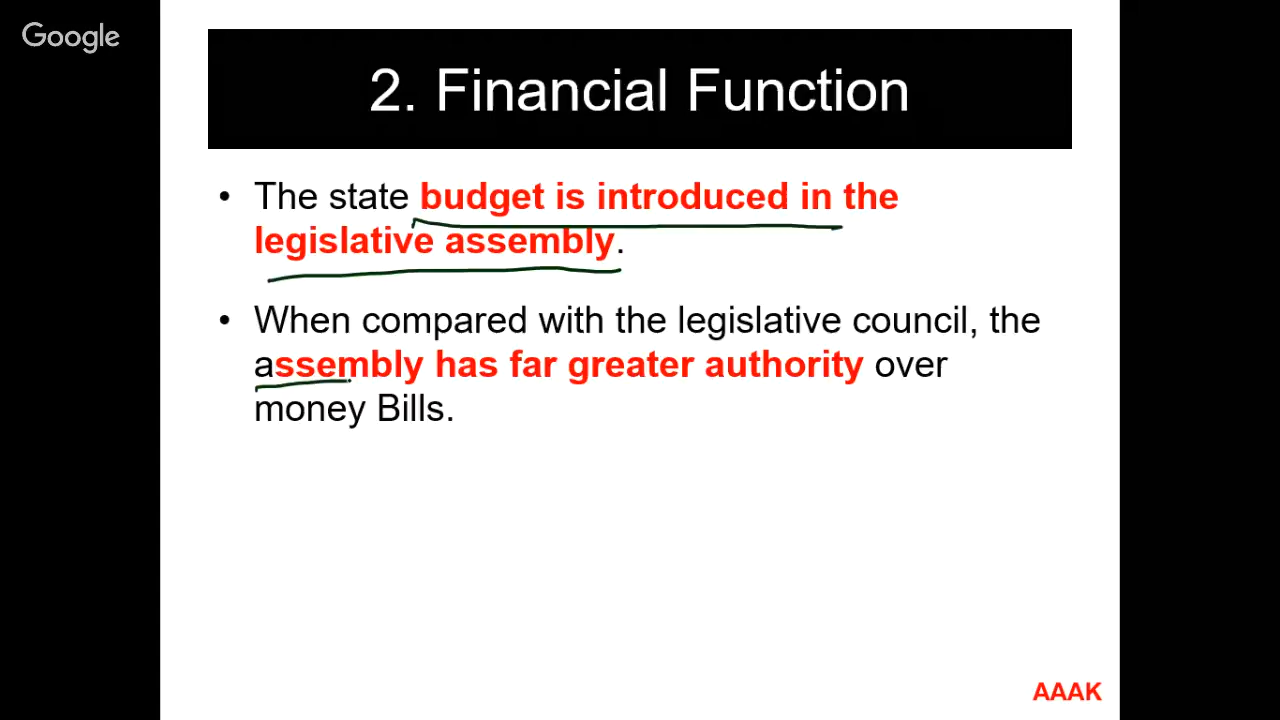 Google
2. Financial Function
• The state budget is introduced in the
legislative assembly.
• When compared with the legislative council, the
assembly has far greater authority over
money Bills.
AAAK